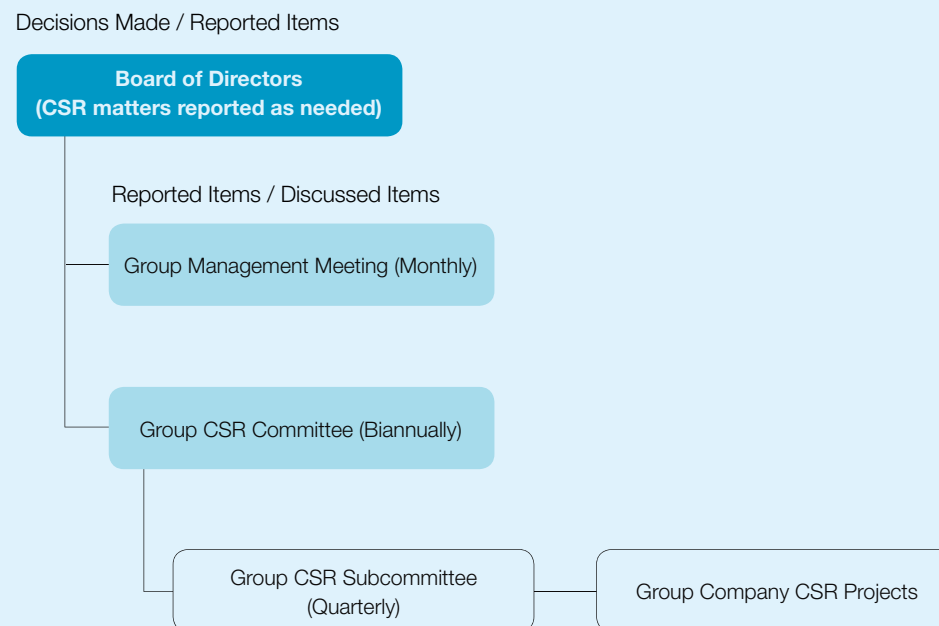 Decisions Made / Reported Items
Board of Directors
(CSR matters reported as needed)
Reported Items / Discussed Items
Group Management Meeting (Monthly)
Group CSR Committee (Biannually)
Group CSR Subcommittee
(Quarterly)
Group Company CSR Projects